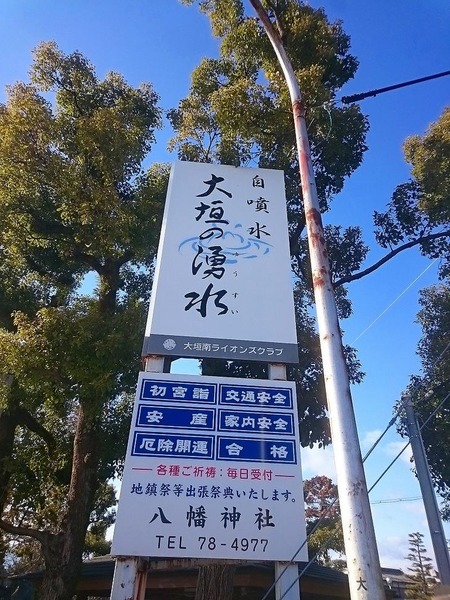 自噴水
大垣の湧水
ゆうすい
大垣南ライオンズクラブ
初宮詣 交通安全
安産 家内安全
厄除開運 合格
各種ご祈祷：毎日受付
地鎮祭等出張祭典いたします。
八幡神社
TEL 78-4977
大